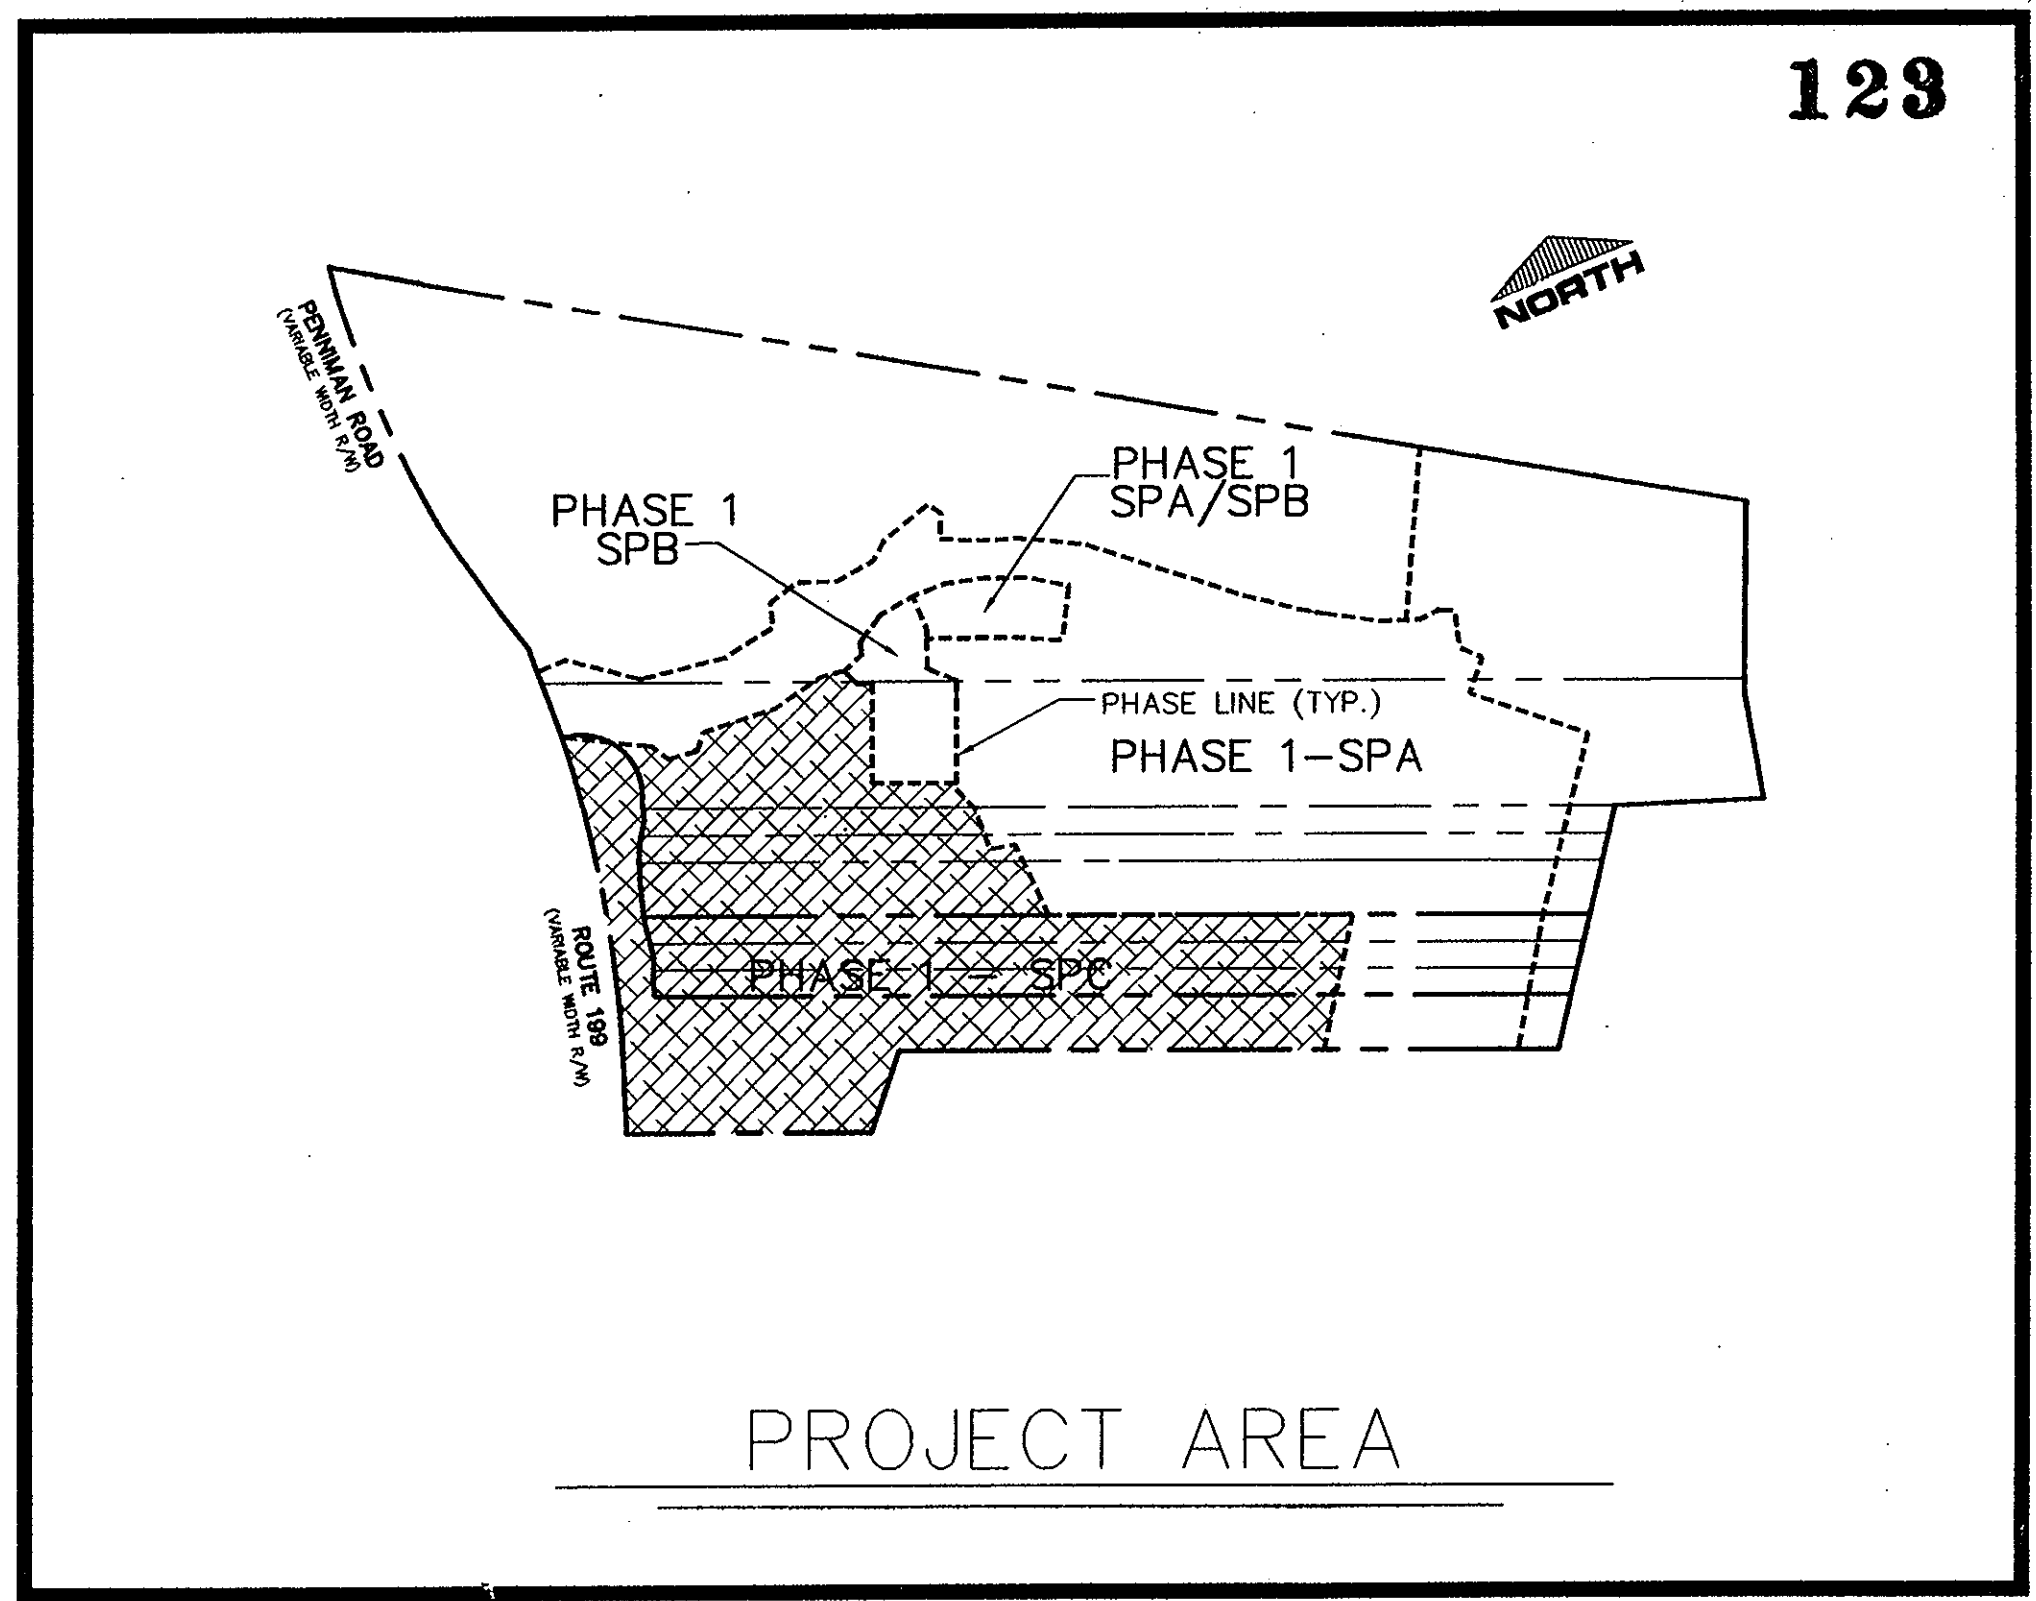 123
NORTH
PENNIMAN ROAD
(VARIABLE WIDTH R/W)
PHASE 1
SPA/SPB
PHASE 1
SPB
PHASE LINE (TYP.)
PHASE 1-SPA
ROUTE 199
(VARIABLE WIDTH R/W)
PHASE 1 - SPC
PROJECT AREA